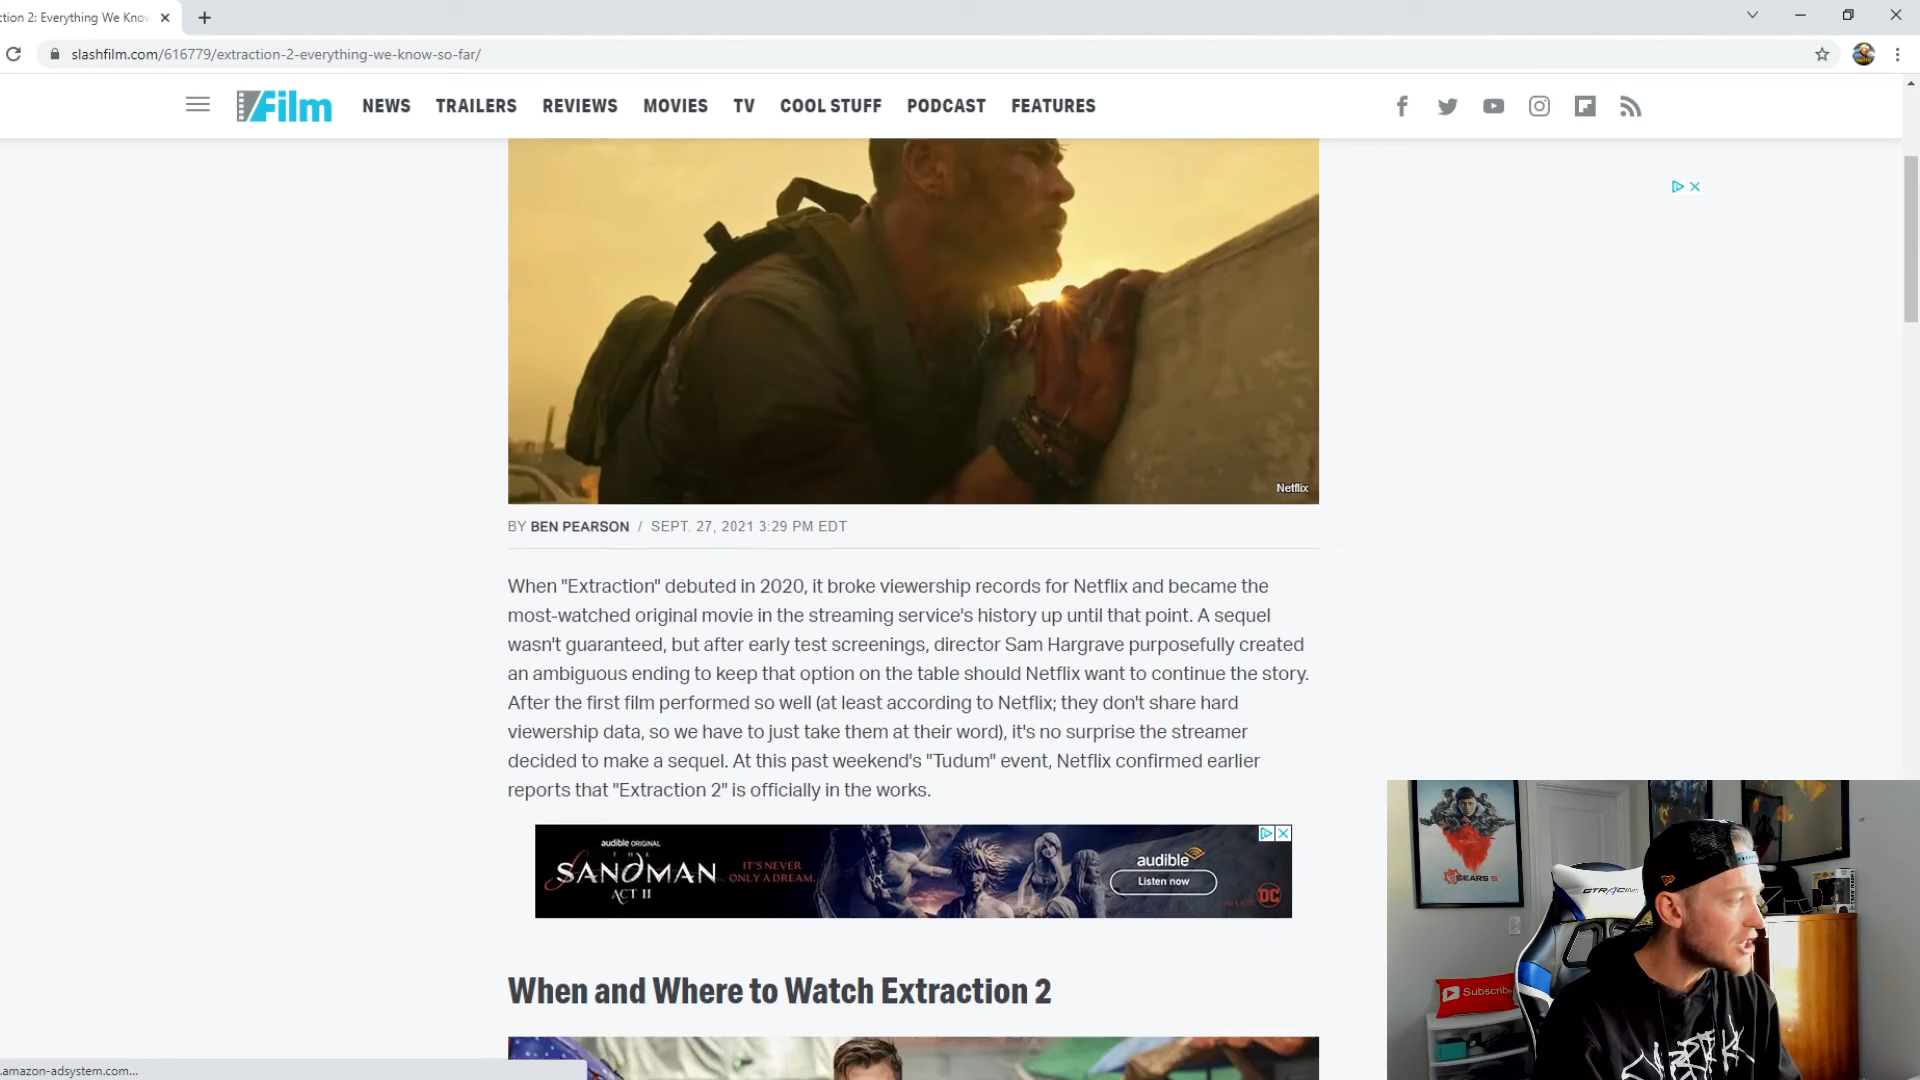 ction 2: Everything We Kno
slashfilm.com/616779/extraction-2-everything-we-know-so-far/
/Film
NEWS
TRAILERS
REVIEWS
MOVIES
TV
COOL STUFF
PODCAST
FEATURES
Netflix
BY BEN PEARSON / SEPT. 27, 2021 3:29 PM EDT
When "Extraction" debuted in 2020, it broke viewership records for Netflix and became the
most-watched original movie in the streaming service's history up until that point. A sequel
wasn't guaranteed, but after early test screenings, director Sam Hargrave purposefully created
an ambiguous ending to keep that option on the table should Netflix want to continue the story.
After the first film performed so well (at least according to Netflix; they don't share hard
viewership data, so we have to just take them at their word), it's no surprise the streamer
decided to make a sequel. At this past weekend's "Tudum" event, Netflix confirmed earlier
reports that "Extraction 2" is officially in the works.
audible ORIGINAL
THE
SANDMAN
ACT II
IT'S NEVER
ONLY A DREAM.
audible
Listen now
DC
When and Where to Watch Extraction 2
GEARS 5
GTRACING
Subscribe
.amazon-adsystem.com...